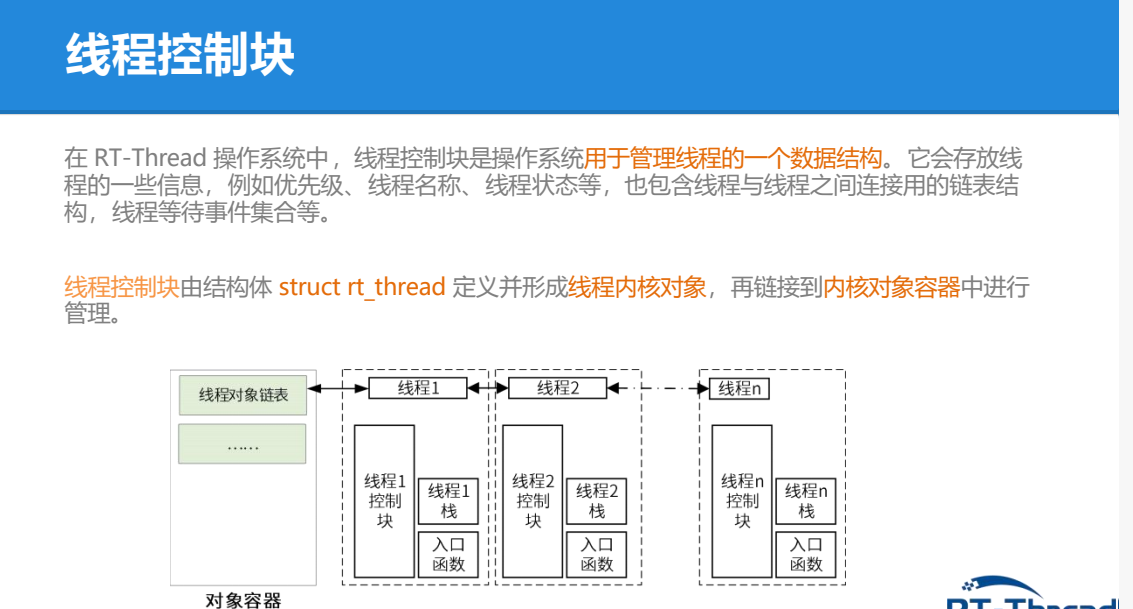 线程控制块
在 RT-Thread 操作系统中，线程控制块是操作系统用于管理线程的一个数据结构。它会存放线
程的一些信息，例如优先级、线程名称、线程状态等，也包含线程与线程之间连接用的链表结
构，线程等待事件集合等。
线程控制块由结构体 struct rt_thread 定义并形成线程内核对象，再链接到内核对象容器中进行
管理。
线程对象链表
……
对象容器
线程1
线程1
控制
块
线程1
栈
入口
函数
线程2
线程2
控制
块
线程2
栈
入口
函数
线程n
线程n
控制
块
线程n
栈
入口
函数
RT-Thread